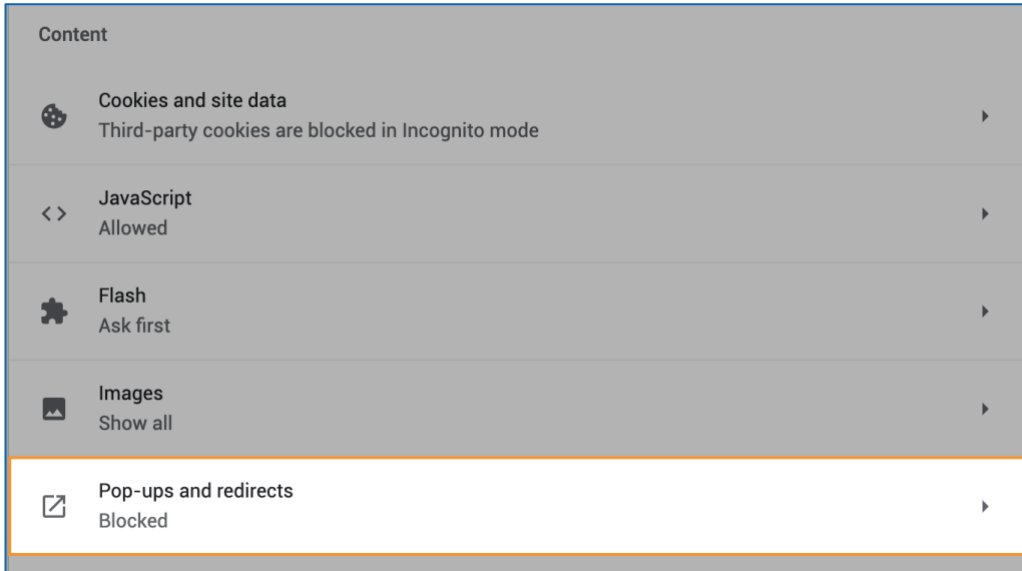 Content
Cookies and site data
Third-party cookies are blocked in Incognito mode
JavaScript
Allowed
Flash
Ask first
Images
Show all
Pop-ups and redirects
Blocked